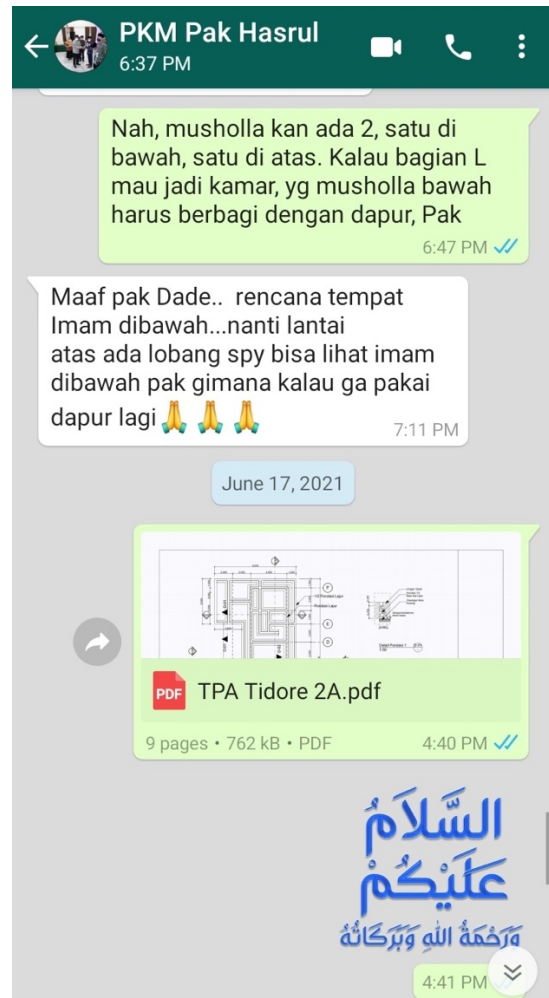 PKM Pak Hasrul
6:37 PM
Nah, musholla kan ada 2, satu di
bawah, satu di atas. Kalau bagian L
mau jadi kamar, yg musholla bawah
harus berbagi dengan dapur, Pak
6:47 PM
Maaf pak Dade.. rencana tempat
Imam dibawah...nanti lantai
atas ada lobang spy bisa lihat imam
dibawah pak gimana kalau ga pakai
dapur lagi
7:11 PM
June 17, 2021
F
E
D
PDF TPA Tidore 2A.pdf
9 pages • 762 kB • PDF 4:40 PM
السَّلَامُ
عَلَيْكُمْ
وَرَحْمَةُ اللهِ وَبَرَكَاتُهُ
4:41 PM